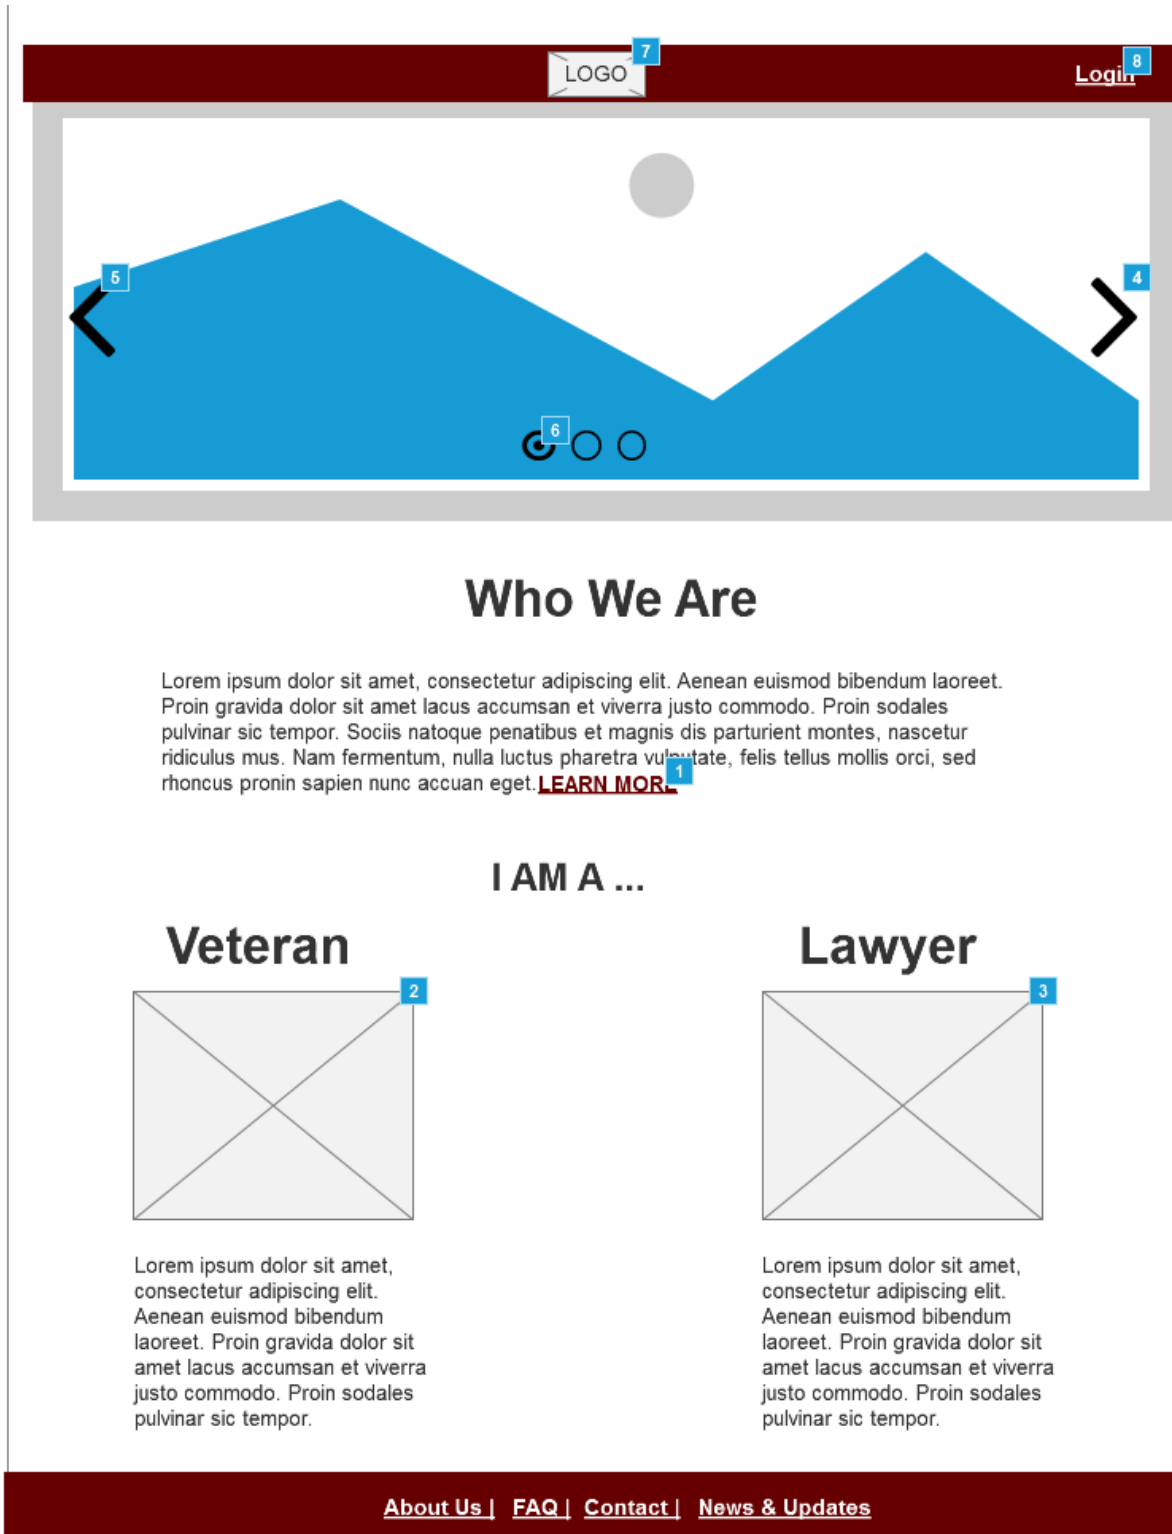 7
LOGO
8
Login
5
4
6
Who We Are
Lorem ipsum dolor sit amet, consectetur adipiscing elit. Aenean euismod bibendum laoreet.
Proin gravida dolor sit amet lacus accumsan et viverra justo commodo. Proin sodales
pulvinar sic tempor. Sociis natoque penatibus et magnis dis parturient montes, nascetur
ridiculus mus. Nam fermentum, nulla luctus pharetra vulputate, felis tellus mollis orci, sed
rhoncus pronin sapien nunc accuan eget. LEARN MORE
1
I AM A ...
Veteran
2
Lorem ipsum dolor sit amet,
consectetur adipiscing elit.
Aenean euismod bibendum
laoreet. Proin gravida dolor sit
amet lacus accumsan et viverra
justo commodo. Proin sodales
pulvinar sic tempor.
Lawyer
3
Lorem ipsum dolor sit amet,
consectetur adipiscing elit.
Aenean euismod bibendum
laoreet. Proin gravida dolor sit
amet lacus accumsan et viverra
justo commodo. Proin sodales
pulvinar sic tempor.
About Us | FAQ | Contact | News & Updates